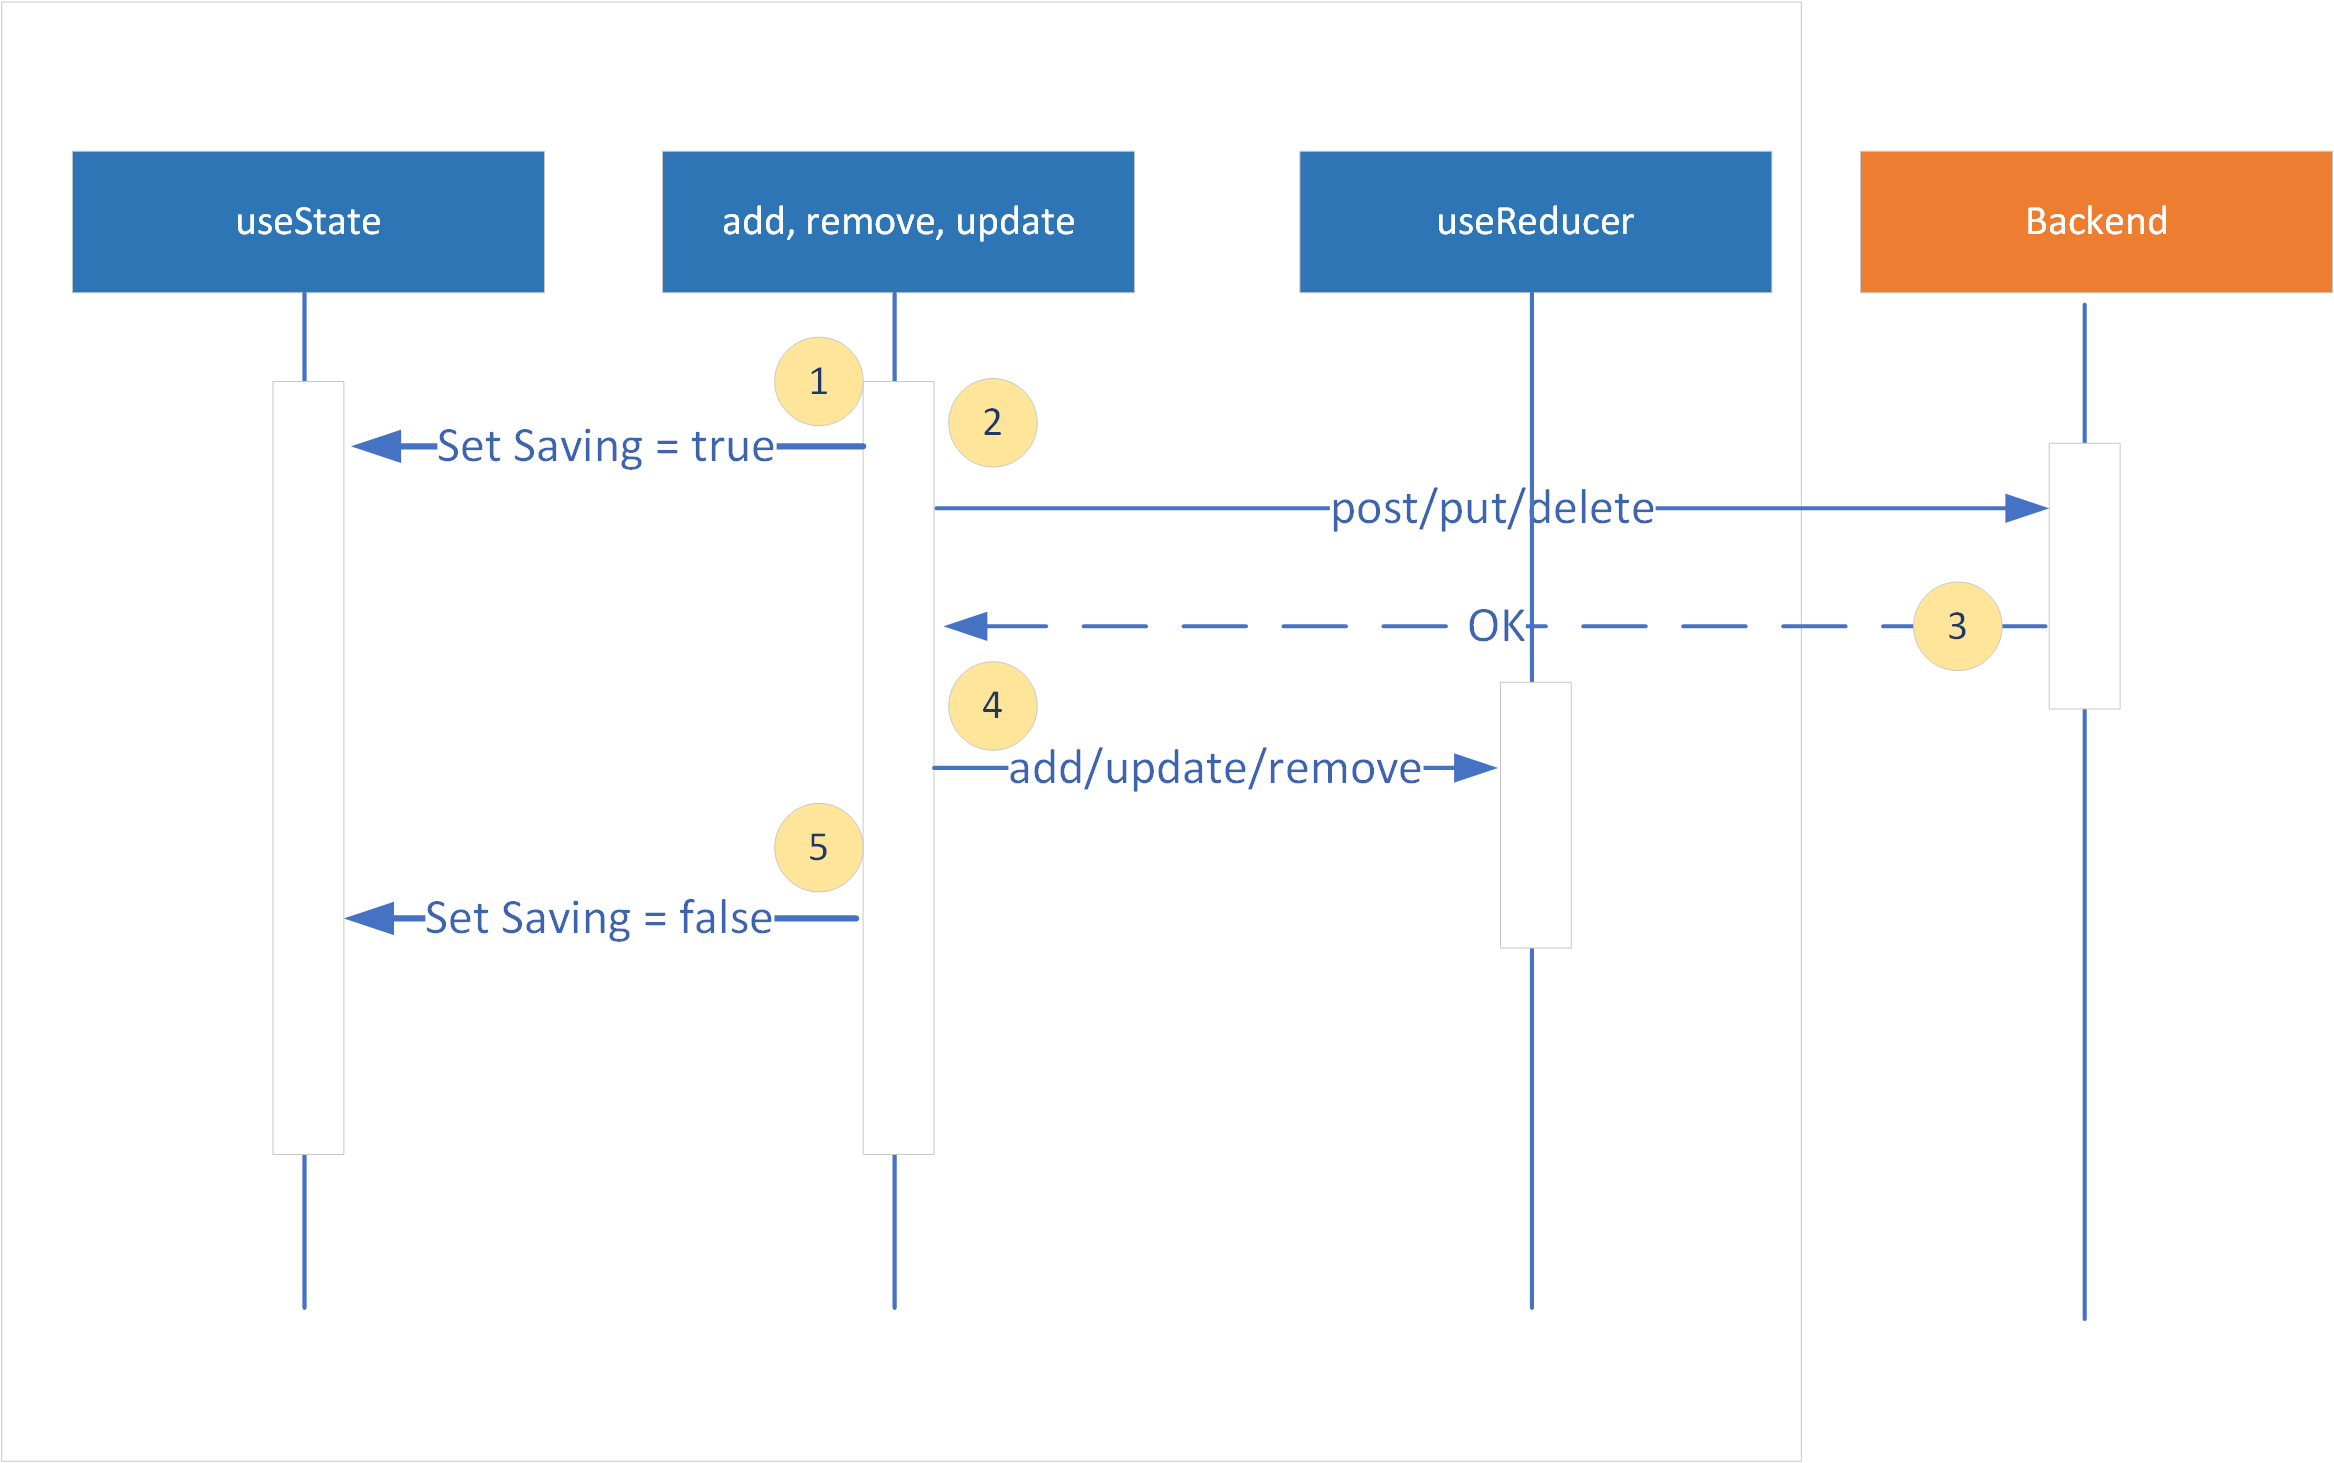 useState
add, remove, update
useReducer
Backend
1
2
Set Saving = true
post/put/delete
OK
3
4
add/update/remove
5
Set Saving = false